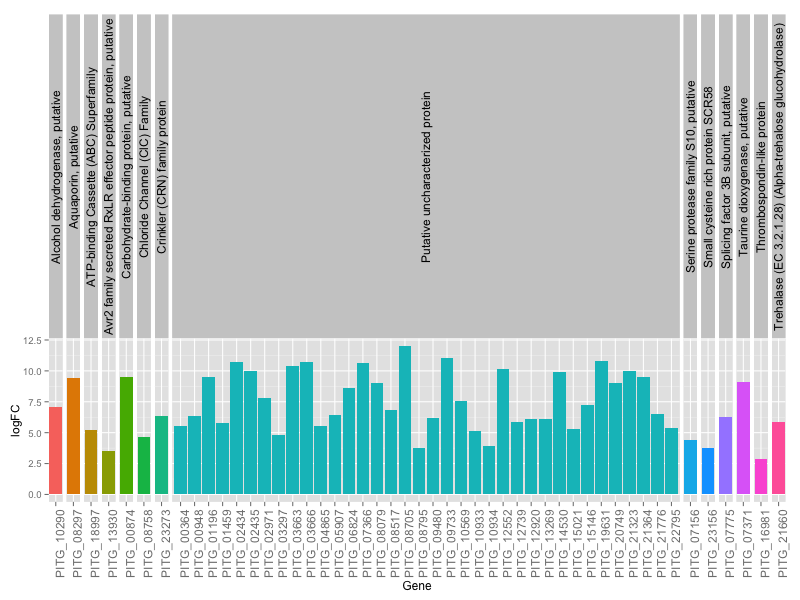 Alcohol dehydrogenase, putative
Aquaporin, putative
ATP-binding Cassette (ABC) Superfamily
Avr2 family secreted RxLR effector peptide protein, putative
Carbohydrate-binding protein, putative
Chloride Channel (ClC) Family
Crinkler (CRN) family protein
Putative uncharacterized protein
Serine protease family S10, putative
Small cysteine rich protein SCR58
Splicing factor 3B subunit, putative
Taurine dioxygenase, putative
Thrombospondin-like protein
Trehalase (EC 3.2.1.28) (Alpha-trehalose glucohydrolase)
12.5
10.0
7.5
5.0
2.5
0.0
logFC
PITG_10290
PITG_08297
PITG_18997
PITG_13930
PITG_00874
PITG_08758
PITG_23273
PITG_00364
PITG_00948
PITG_01196
PITG_01459
PITG_02434
PITG_02435
PITG_02971
PITG_03297
PITG_03663
PITG_03666
PITG_04865
PITG_05907
PITG_06824
PITG_07366
PITG_08079
PITG_08517
PITG_08705
PITG_08795
PITG_09480
PITG_09733
PITG_10569
PITG_10933
PITG_10934
PITG_12552
PITG_12789
PITG_12920
PITG_13269
PITG_14530
PITG_15021
PITG_15146
PITG_19631
PITG_20749
PITG_21323
PITG_21364
PITG_21776
PITG_22795
PITG_07156
PITG_23158
PITG_07775
PITG_07371
PITG_16981
PITG_21660
Gene